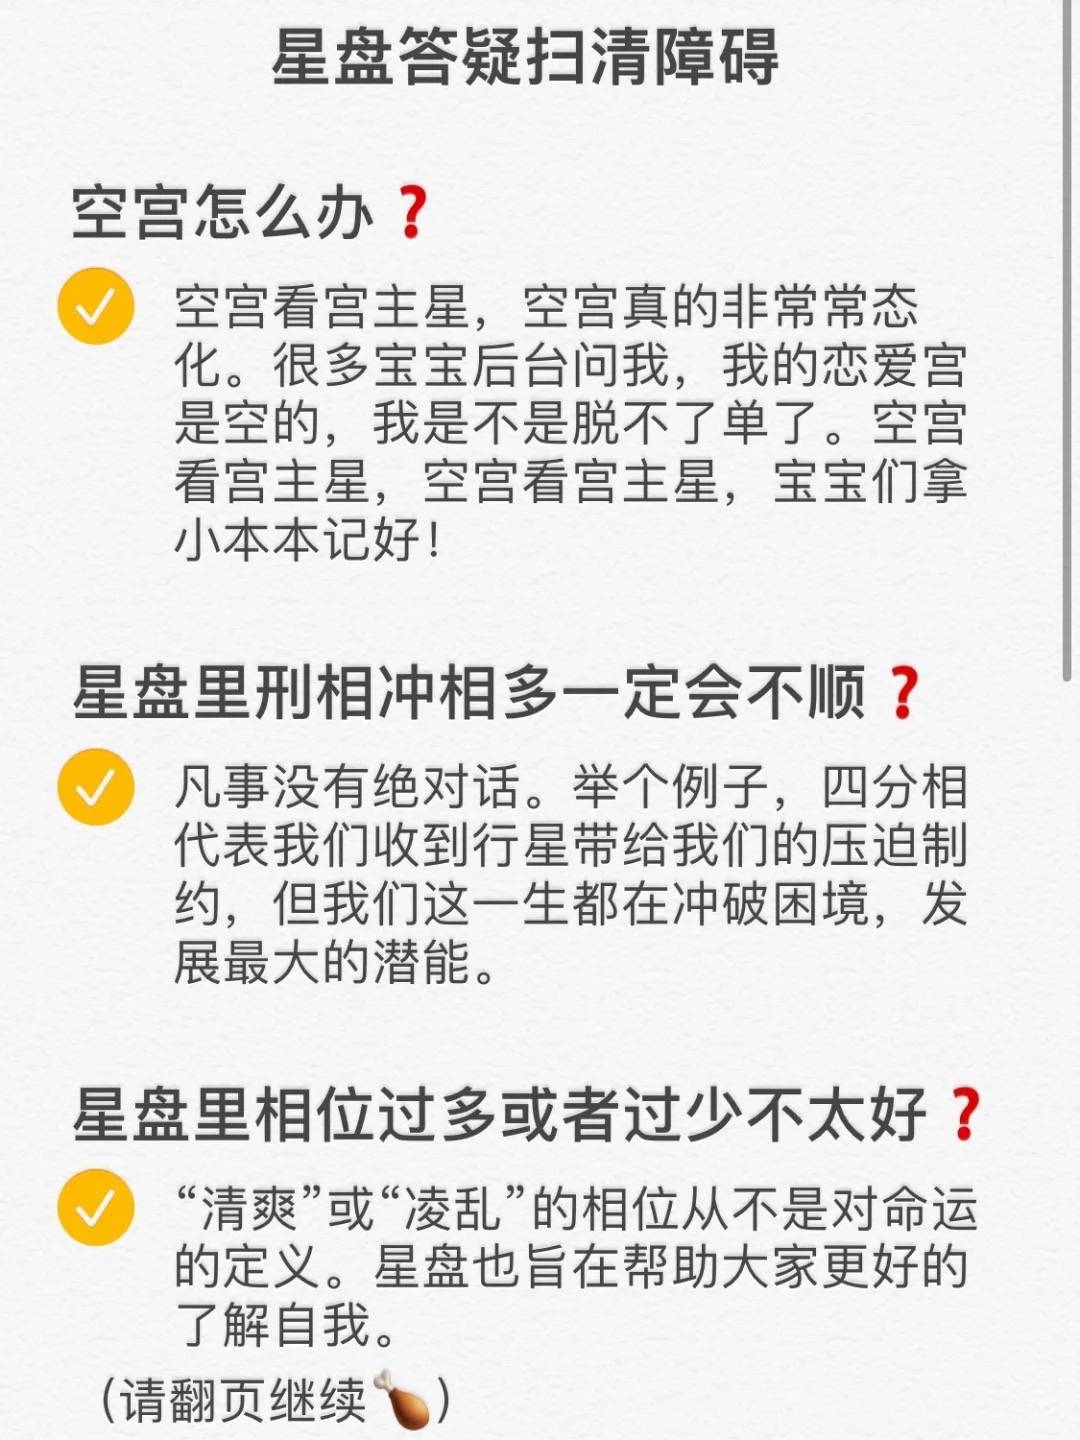 星盘答疑扫清障碍
空宫怎么办❓
空宫看宫主星，空宫真的非常常态
化。很多宝宝后台问我，我的恋爱宫
是空的，我是不是脱不了单了。空宫
看宫主星，空宫看宫主星，宝宝们拿
小本本记好！
星盘里刑相冲相多一定会不顺❓
凡事没有绝对话。举个例子，四分相
代表我们收到行星带给我们的压迫制
约，但我们这一生都在冲破困境，发
展最大的潜能。
星盘里相位过多或者过少不太好❓
“清爽”或“凌乱”的相位从不是对命运
的定义。星盘也旨在帮助大家更好的
了解自我。
（请翻页继续🍗）